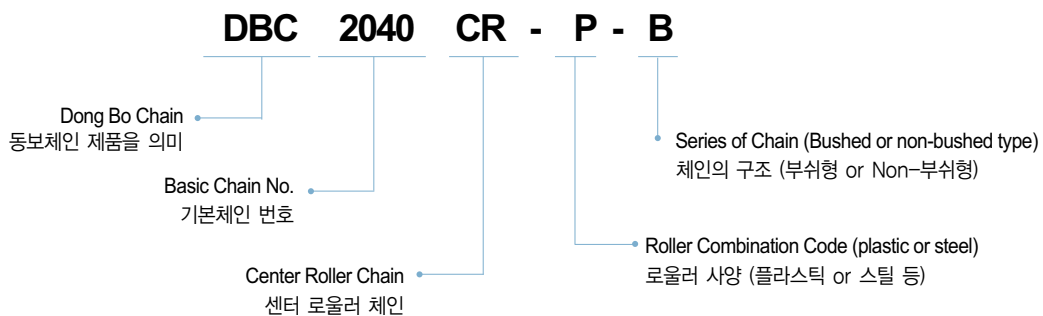 DBC 2040 CR - P - B
Dong Bo Chain
동보체인 제품을 의미
Basic Chain No.
기본체인 번호
Center Roller Chain
센터 로울러 체인
Series of Chain (Bushed or non-bushed type)
체인의 구조 (부쉬형 or Non-부쉬형)
Roller Combination Code (plastic or steel)
로울러 사양 (플라스틱 or 스틸 등)